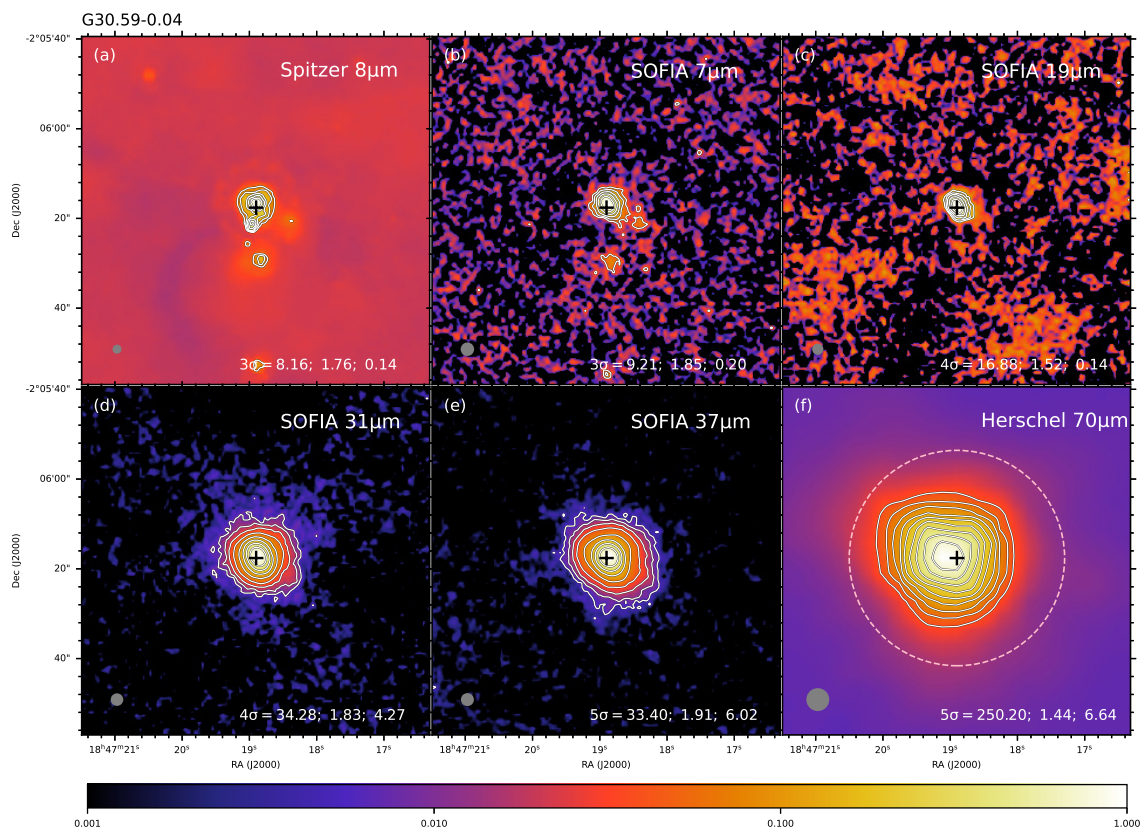 G30.59-0.04
(a)
Spitzer 8μm
3σ = 8.16; 1.76; 0.14
(b)
SOFIA 7μm
3σ = 9.21; 1.85; 0.20
(c)
SOFIA 19μm
4σ = 16.88; 1.52; 0.14
-2°05'40"
06'00"
20"
40"
Dec (J2000)
(d)
SOFIA 31μm
4σ = 34.28; 1.83; 4.27
(e)
SOFIA 37μm
5σ = 33.40; 1.91; 6.02
(f)
Herschel 70μm
5σ = 250.20; 1.44; 6.64
-2°05'40"
06'00"
20"
40"
Dec (J2000)
18ʰ47ᵐ21ˢ 20ˢ 19ˢ 18ˢ
18ʰ47ᵐ21ˢ 20ˢ 19ˢ 18ˢ 17ˢ
18ʰ47ᵐ21ˢ 20ˢ 19ˢ 18ˢ 17ˢ
RA (J2000)
RA (J2000)
RA (J2000)
0.001 0.010 0.100 1.000